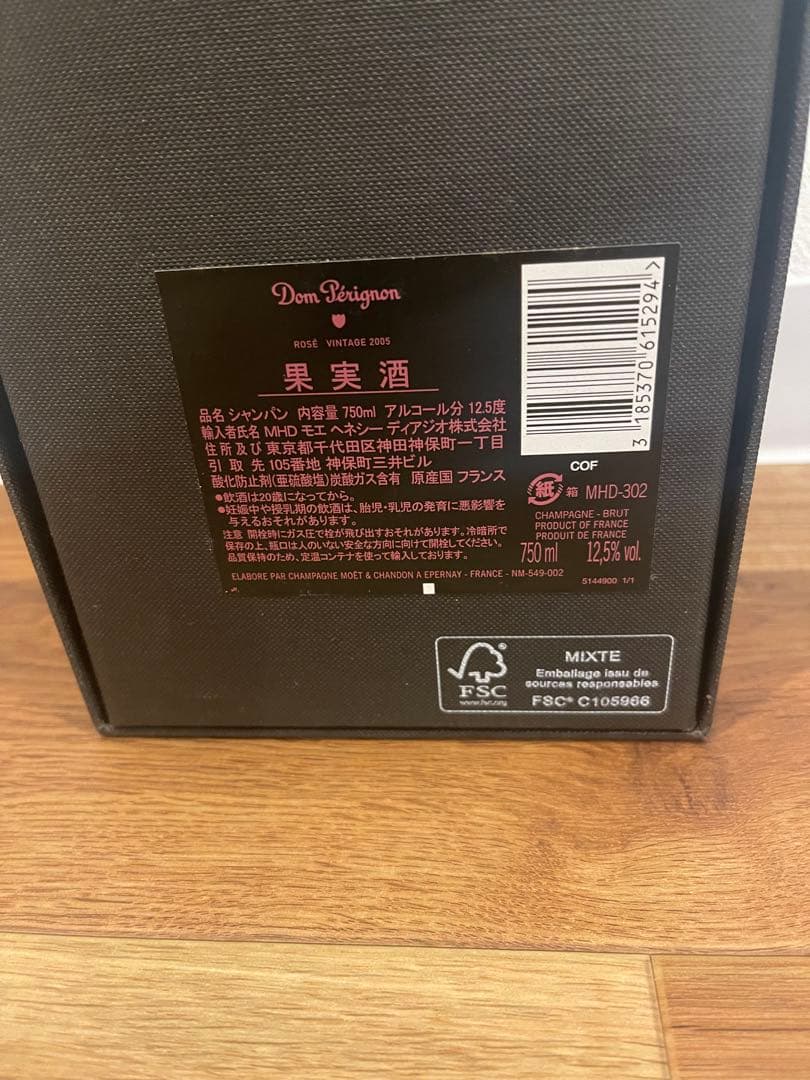 Dom Pérignon
ROSÉ VINTAGE 2005
果実酒
品名 シャンパン 内容量 750ml アルコール分 12.5度
輸入者氏名 MHD モエ ヘネシー ディアジオ株式会社
住所及び 東京都千代田区神田神保町一丁目
引取先 105番地 神保町三井ビル
酸化防止剤(亜硫酸塩)炭酸ガス含有 原産国 フランス
●飲酒は20歳になってから。
●妊娠中や授乳期の飲酒は、胎児・乳児の発育に悪影響を
与えるおそれがあります。
注意 開栓時にガス圧で栓が飛び出すおそれがあります。冷暗所で
保存の上、瓶口は人のいない安全な方向に向けて開栓してください。
品質保持のため、定温コンテナを使って輸入しております。
ELABORE PAR CHAMPAGNE MOËT & CHANDON A EPERNAY - FRANCE - NM-549-002
3 185370 615294 >
COF
紙 箱 MHD-302
CHAMPAGNE - BRUT
PRODUCT OF FRANCE
PRODUIT DE FRANCE
750 ml 12,5% vol.
5144900 1/1
FSC
www.fsc.org
MIXTE
Emballage issu de
sources responsables
FSC® C105966